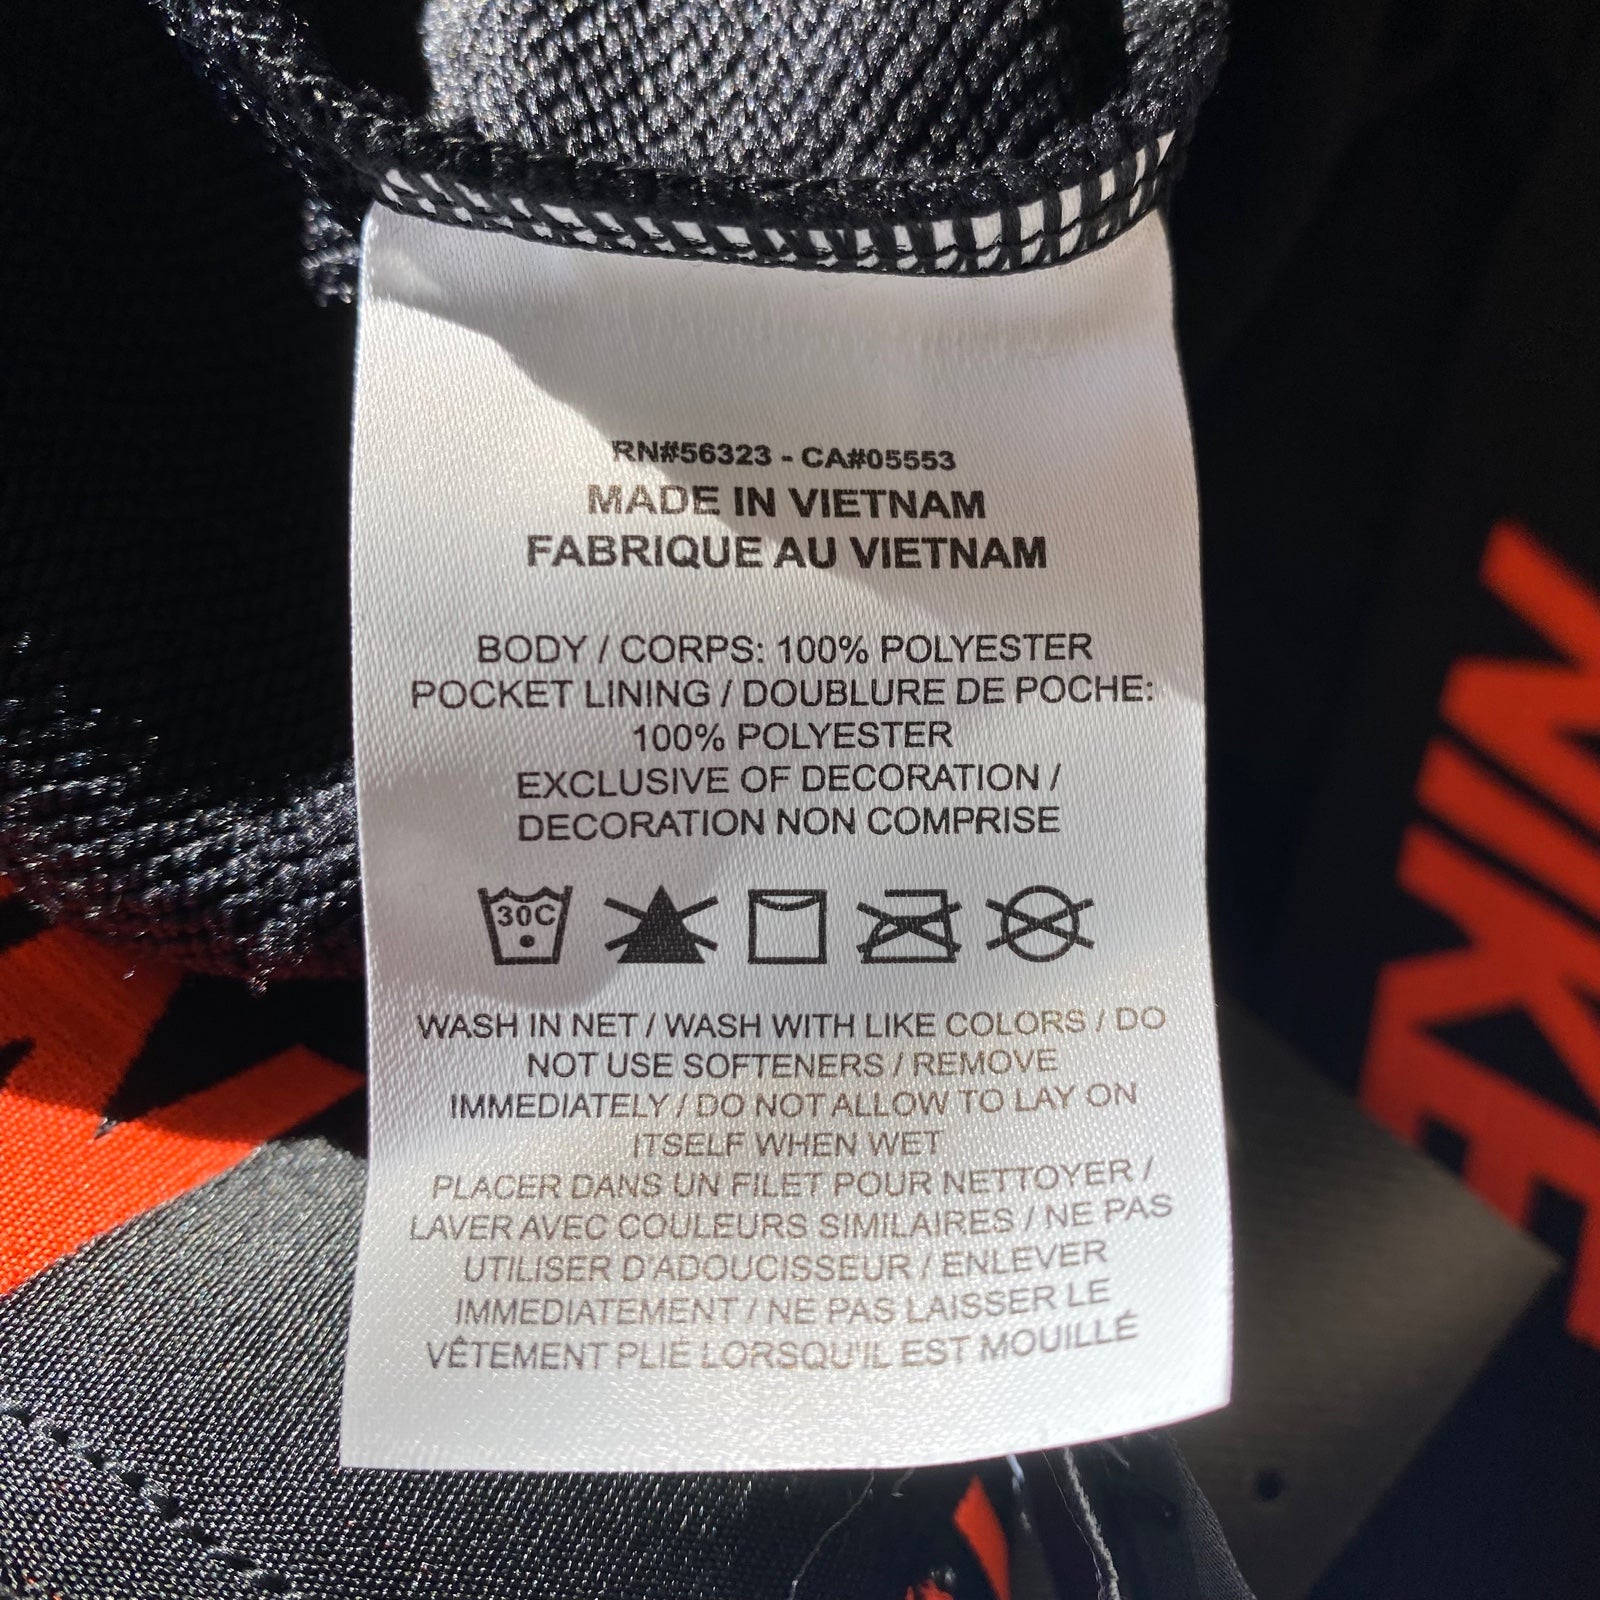 RN#56323 - CA#05553
MADE IN VIETNAM
FABRIQUE AU VIETNAM
BODY / CORPS: 100% POLYESTER
POCKET LINING / DOUBLURE DE POCHE:
100% POLYESTER
EXCLUSIVE OF DECORATION /
DECORATION NON COMPRISE
30C
WASH IN NET / WASH WITH LIKE COLORS / DO
NOT USE SOFTENERS / REMOVE
IMMEDIATELY / DO NOT ALLOW TO LAY ON
ITSELF WHEN WET
PLACER DANS UN FILET POUR NETTOYER /
LAVER AVEC COULEURS SIMILAIRES / NE PAS
UTILISER D'ADOUCISSEUR / ENLEVER
IMMEDIATEMENT / NE PAS LAISSER LE
VÊTEMENT PLIÉ LORSQU'IL EST MOUILLÉ
NIKE